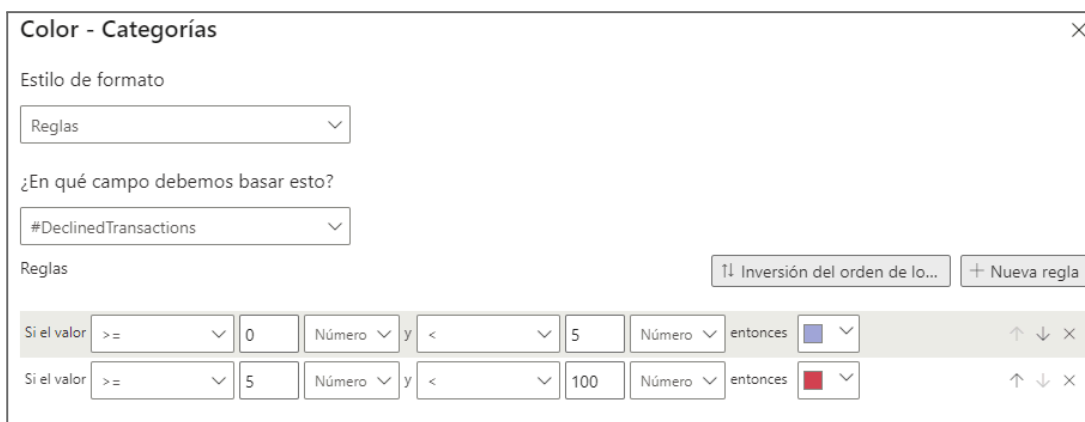 Color - Categorías
Estilo de formato
Reglas
¿En qué campo debemos basar esto?
#DeclinedTransactions
Reglas
Inversión del orden de lo...
Nueva regla
Si el valor >= 0 Número y < 5 Número entonces
Si el valor >= 5 Número y < 100 Número entonces